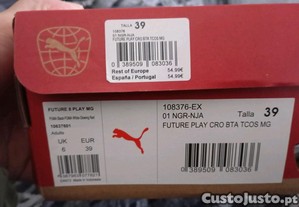 TALLA 39
108376
01 NGR-NJA
FUTURE PLAY CRO BTA TCOS MG
0 389509 083036
Rest of Europe 54,99€
España / Portugal 54,99€
FUTURE 8 PLAY MG
Adults
UK EUR
6 39
108376-EX
01 NGR-NJA Talla 39
FUTURE PLAY CRO BTA TCOS MG
0 389509 083036
CustoJusto.pt